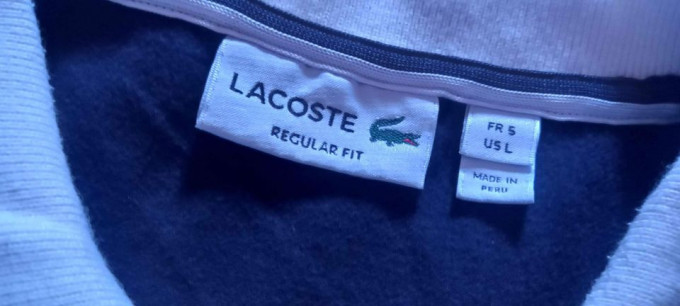 LACOSTE
REGULAR FIT
FR 5
US L
MADE IN
PERU